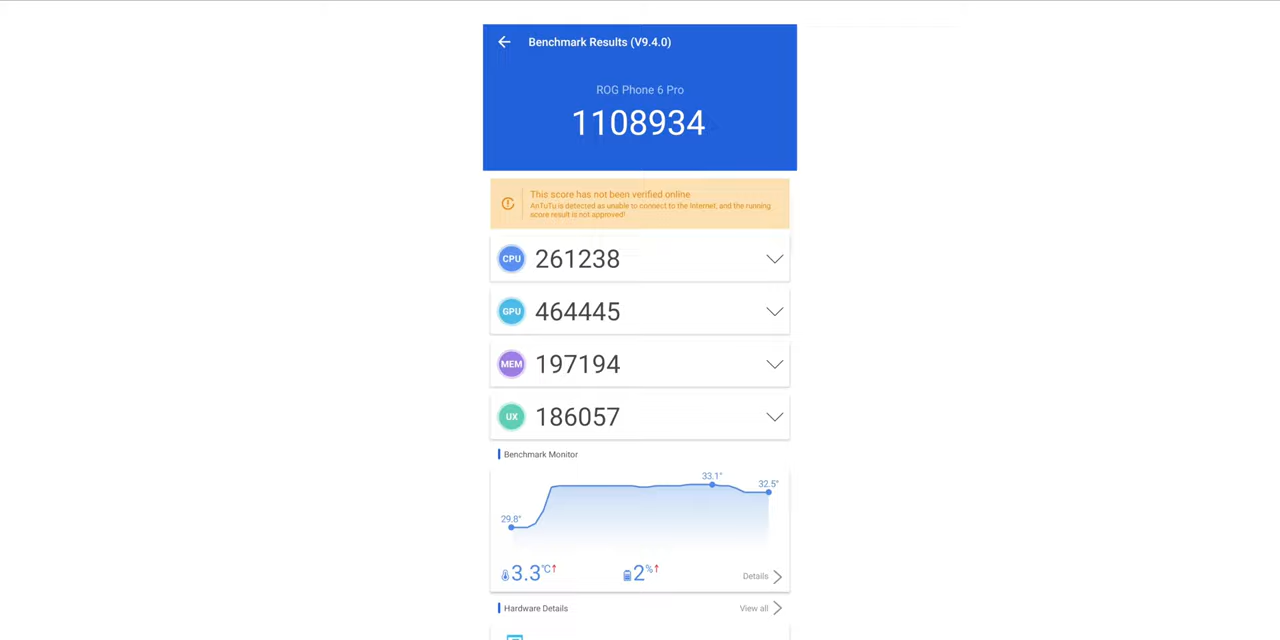 Benchmark Results (V9.4.0)
ROG Phone 6 Pro
1108934
This score has not been verified online
AnTuTu is detected as unable to connect to the Internet, and the running
score result is not approved!
CPU 261238
GPU 464445
MEM 197194
UX 186057
Benchmark Monitor
33.1°
32.5°
29.8°
3.3°C↑ 2%↑ Details
Hardware Details View all